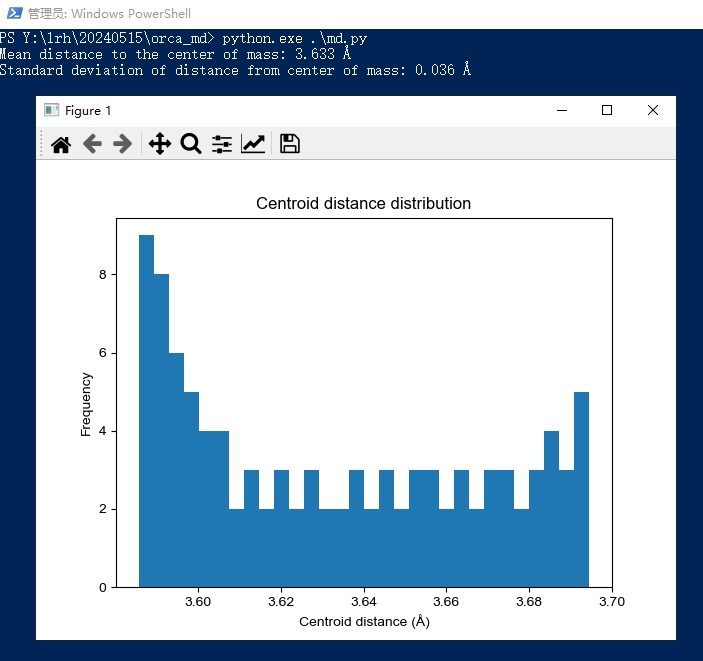 管理员: Windows PowerShell
PS Y:\lrh\20240515\orca_md> python.exe .\md.py
Mean distance to the center of mass: 3.633 Å
Standard deviation of distance from center of mass: 0.036 Å
Figure 1
Centroid distance distribution
8
6
4
2
0
Frequency
3.60 3.62 3.64 3.66 3.68 3.70
Centroid distance (Å)